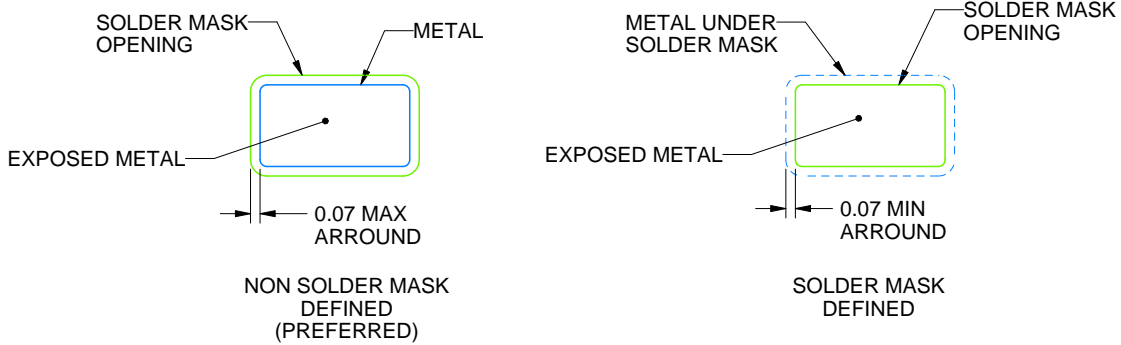 SOLDER MASK
OPENING
METAL
EXPOSED METAL
0.07 MAX
ARROUND
NON SOLDER MASK
DEFINED
(PREFERRED)
METAL UNDER
SOLDER MASK
SOLDER MASK
OPENING
EXPOSED METAL
0.07 MIN
ARROUND
SOLDER MASK
DEFINED